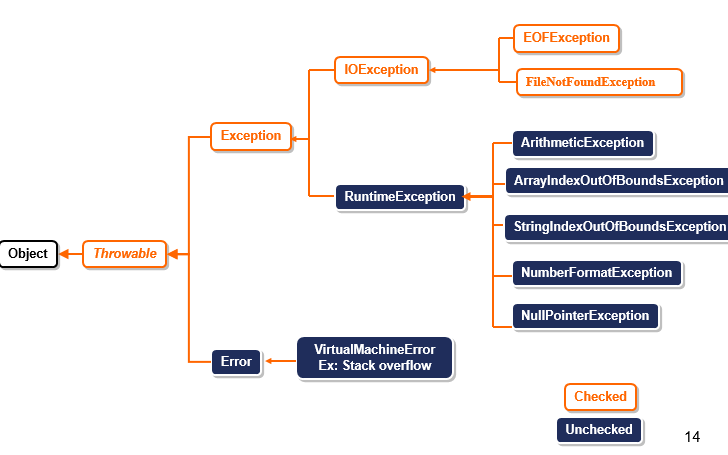 EOFException
IOException
FileNotFoundException
Exception
ArithmeticException
ArrayIndexOutOfBoundsException
RuntimeException
StringIndexOutOfBoundsException
Object
Throwable
NumberFormatException
NullPointerException
VirtualMachineError
Ex: Stack overflow
Error
Checked
Unchecked
14